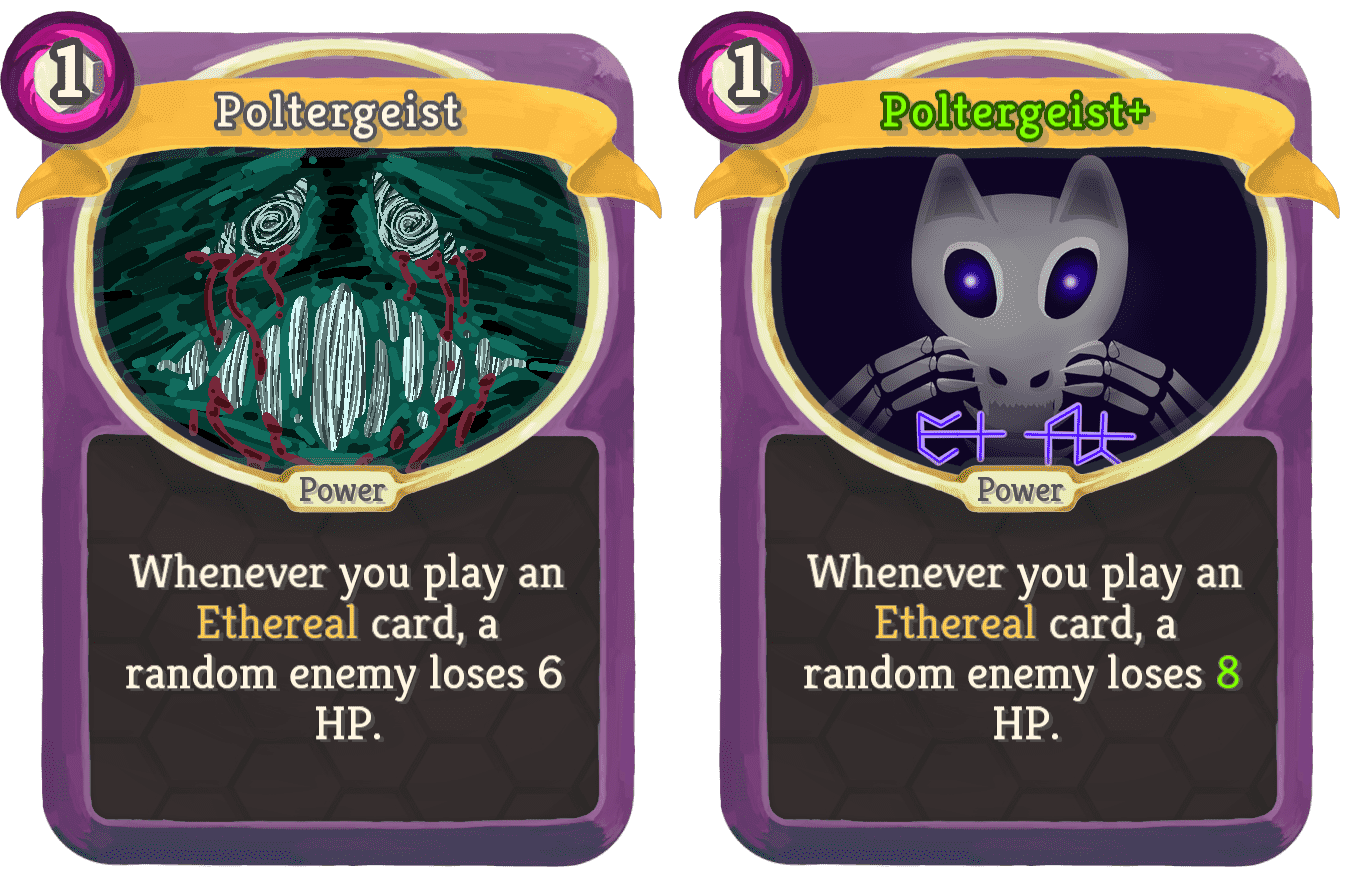 1
Poltergeist
Power
Whenever you play an
Ethereal card, a
random enemy loses 6
HP.
1
Poltergeist+
Power
Whenever you play an
Ethereal card, a
random enemy loses 8
HP.